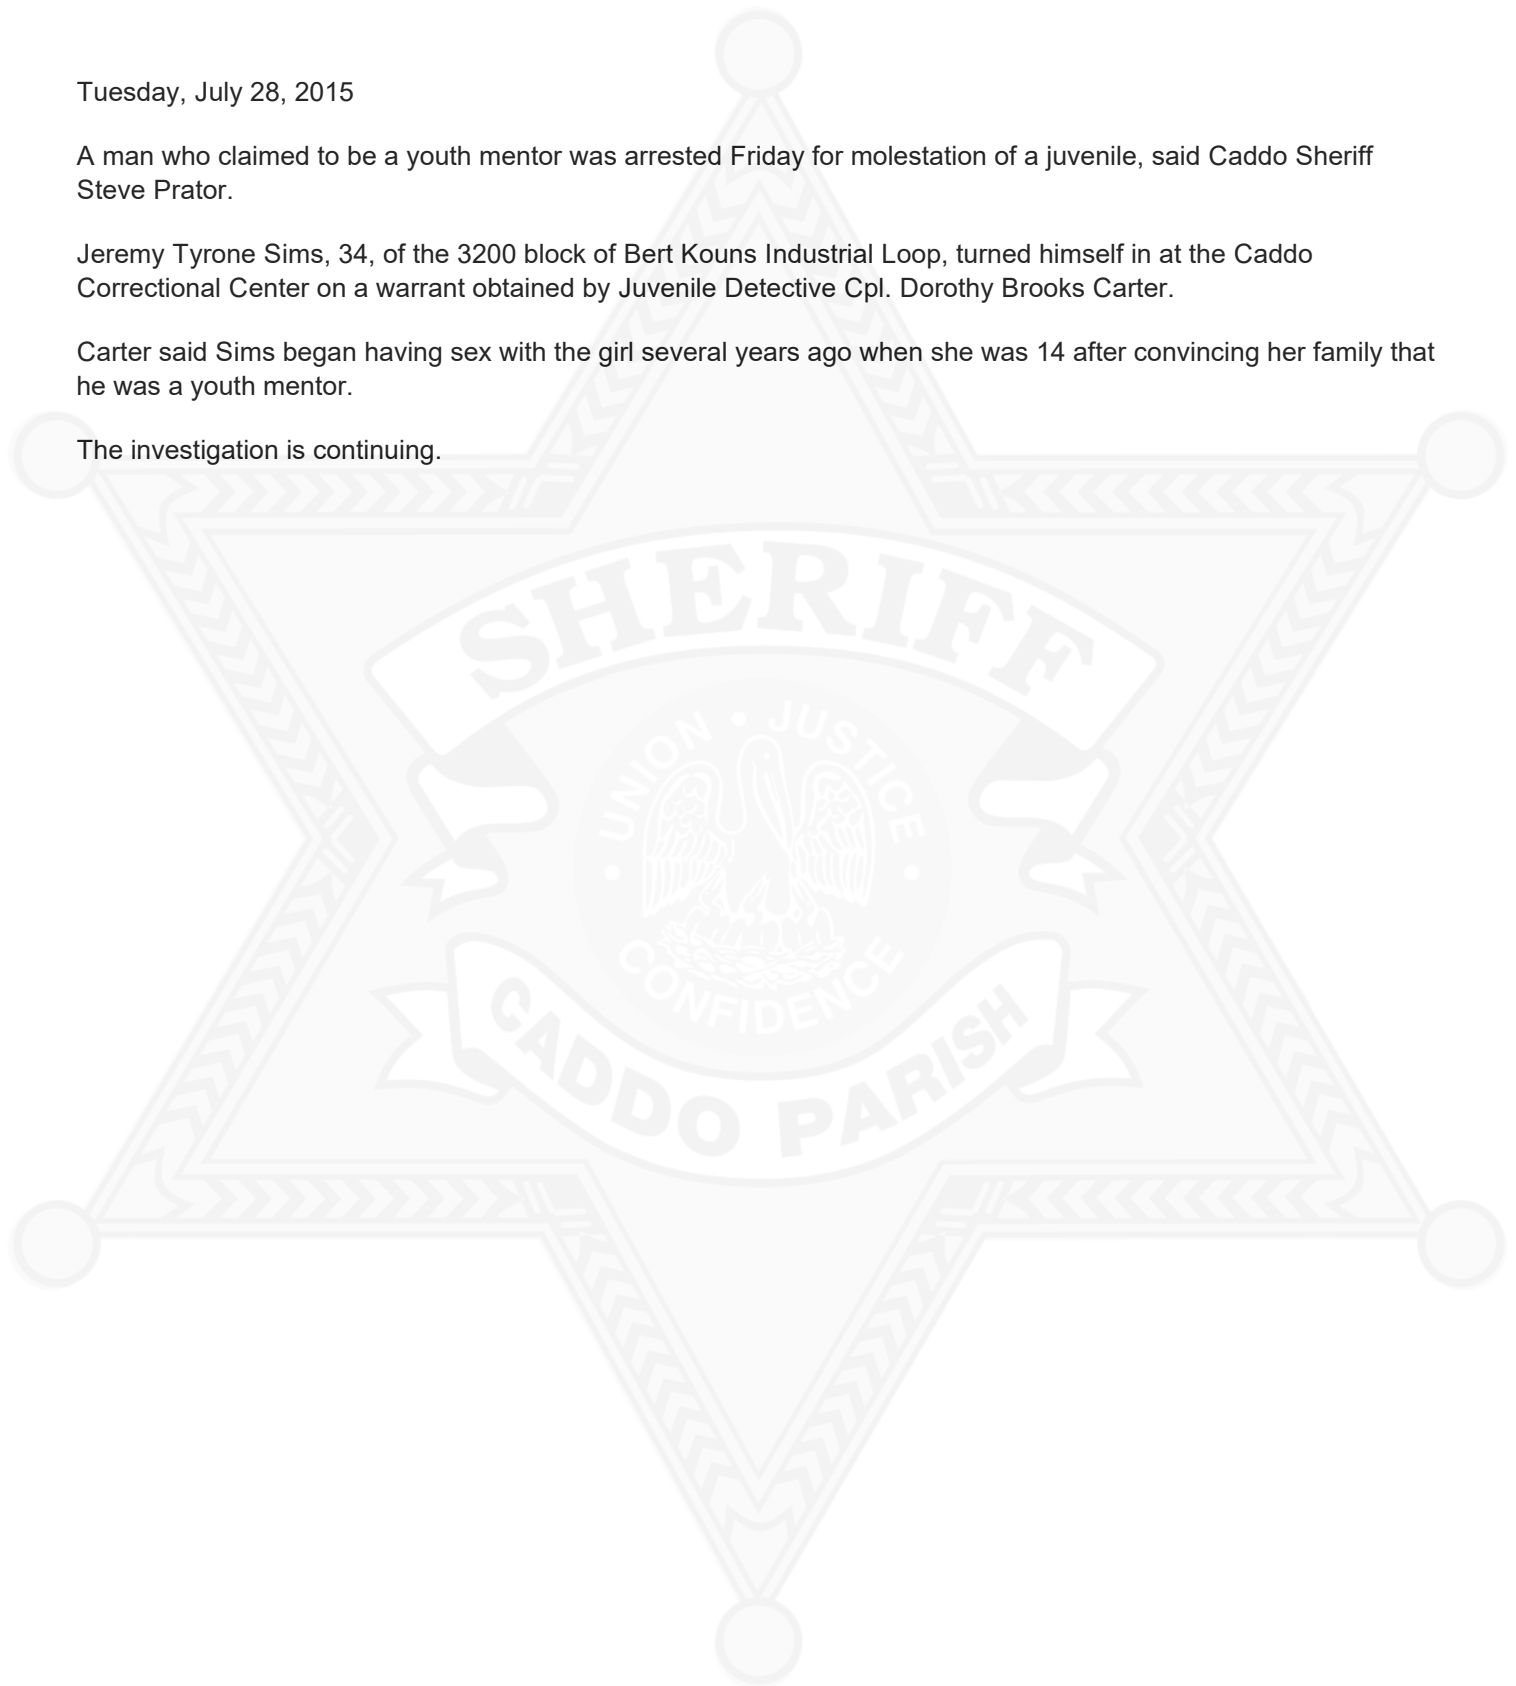 Tuesday, July 28, 2015
A man who claimed to be a youth mentor was arrested Friday for molestation of a juvenile, said Caddo Sheriff
Steve Prator.
Jeremy Tyrone Sims, 34, of the 3200 block of Bert Kouns Industrial Loop, turned himself in at the Caddo
Correctional Center on a warrant obtained by Juvenile Detective Cpl. Dorothy Brooks Carter.
Carter said Sims began having sex with the girl several years ago when she was 14 after convincing her family that
he was a youth mentor.
The investigation is continuing.
SHERIFF
UNION • JUSTICE
• CONFIDENCE •
CADDO PARISH